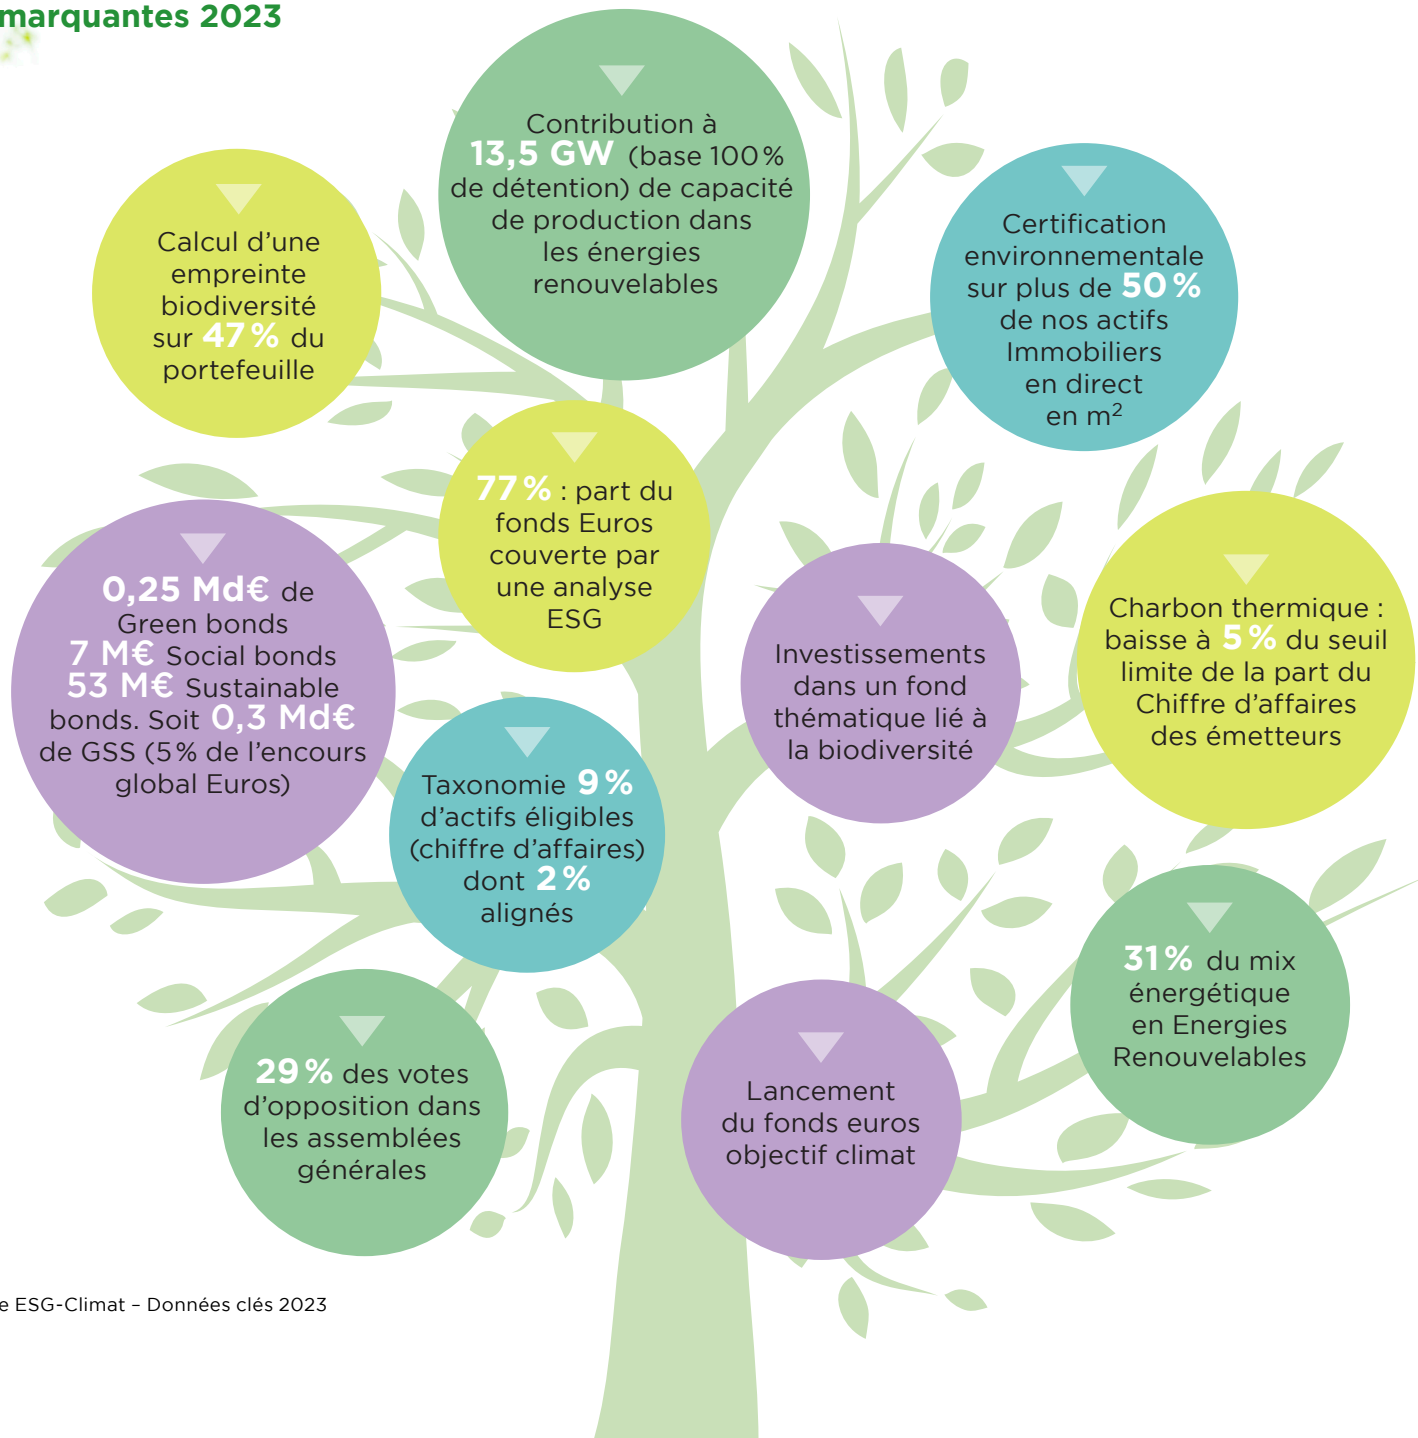 marquantes 2023
Contribution à
13,5 GW (base 100 %
de détention) de capacité
de production dans
les énergies
renouvelables
Calcul d’une
empreinte
biodiversité
sur 47 % du
portefeuille
Certification
environnementale
sur plus de 50 %
de nos actifs
Immobiliers
en direct
en m²
77 % : part du
fonds Euros
couverte par
une analyse
ESG
0,25 Md€ de
Green bonds
7 M€ Social bonds
53 M€ Sustainable
bonds. Soit 0,3 Md€
de GSS (5 % de l’encours
global Euros)
Investissements
dans un fond
thématique lié à
la biodiversité
Charbon thermique :
baisse à 5 % du seuil
limite de la part du
Chiffre d’affaires
des émetteurs
Taxonomie 9 %
d’actifs éligibles
(chiffre d’affaires)
dont 2 %
alignés
31 % du mix
énergétique
en Energies
Renouvelables
29 % des votes
d’opposition dans
les assemblées
générales
Lancement
du fonds euros
objectif climat
e ESG-Climat – Données clés 2023